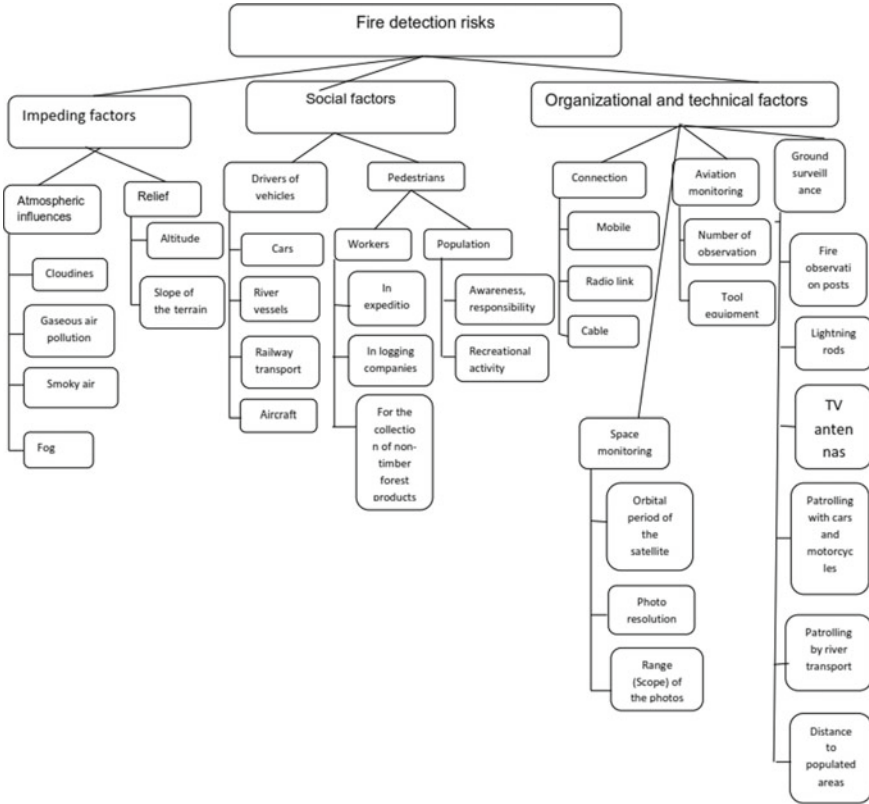 Fire detection risks
Impeding factors
Social factors
Organizational and technical factors
Atmospheric
influences
Cloudines
Gaseous air
pollution
Smoky air
Fog
Relief
Altitude
Slope of
the terrain
Drivers of
vehicles
Cars
River
vessels
Railway
transport
Aircraft
Pedestrians
Workers
In
expeditio
In logging
companies
For the
collectio
n of non-
timber
forest
products
Population
Awareness,
responsibility
Recreational
activity
Connection
Mobile
Radio link
Cable
Aviation
monitoring
Number of
observation
Tool
equipment
Space
monitoring
Orbital
period of
the
satellite
Photo
resolution
Range
(Scope) of
the photos
Ground
surveill
ance
Fire
observati
on posts
Lightning
rods
TV
anten
nas
Patrolling
with cars
and
motorcyc
les
Patrolling
by river
transport
Distance
to
populated
areas